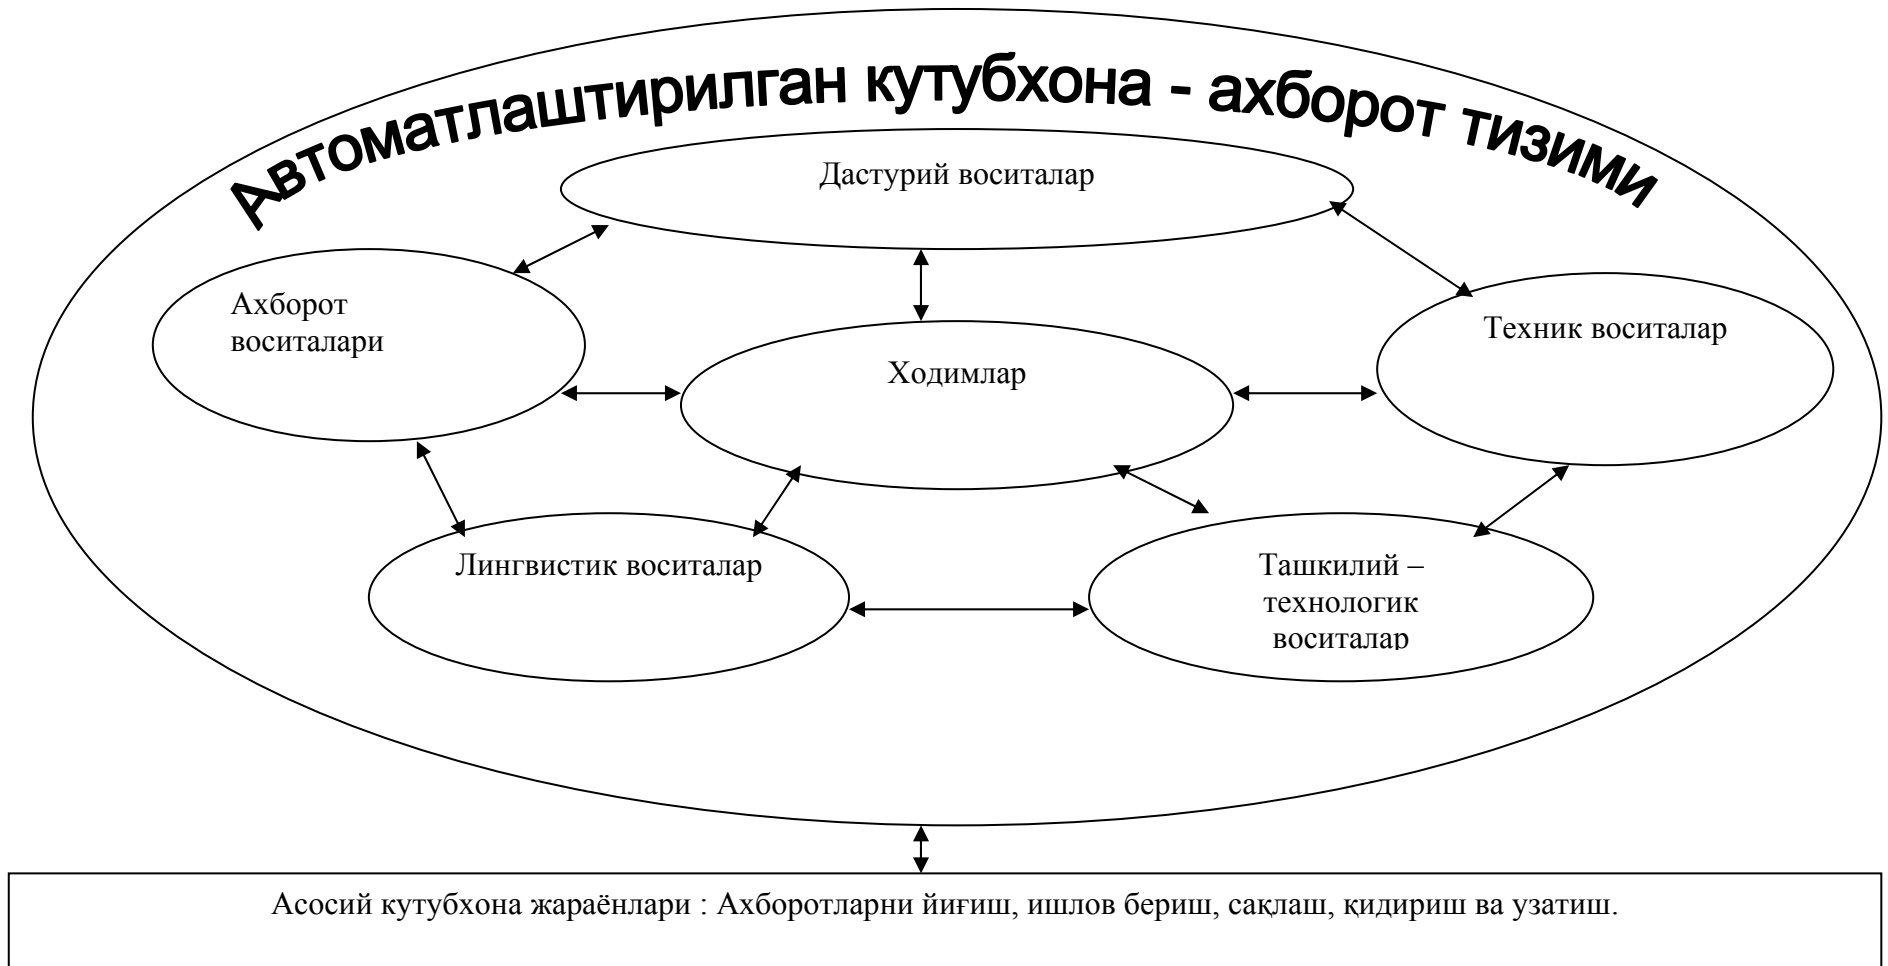 Автоматлаштирилган кутубхона - ахборот тизими
Дастурий воситалар
Ахборот
воситалари
Техник воситалар
Ходимлар
Лингвистик воситалар
Ташкилий –
технологик
воситалар
Асосий кутубхона жараёнлари : Ахборотларни йиғиш, ишлов бериш, сақлаш, қидириш ва узатиш.